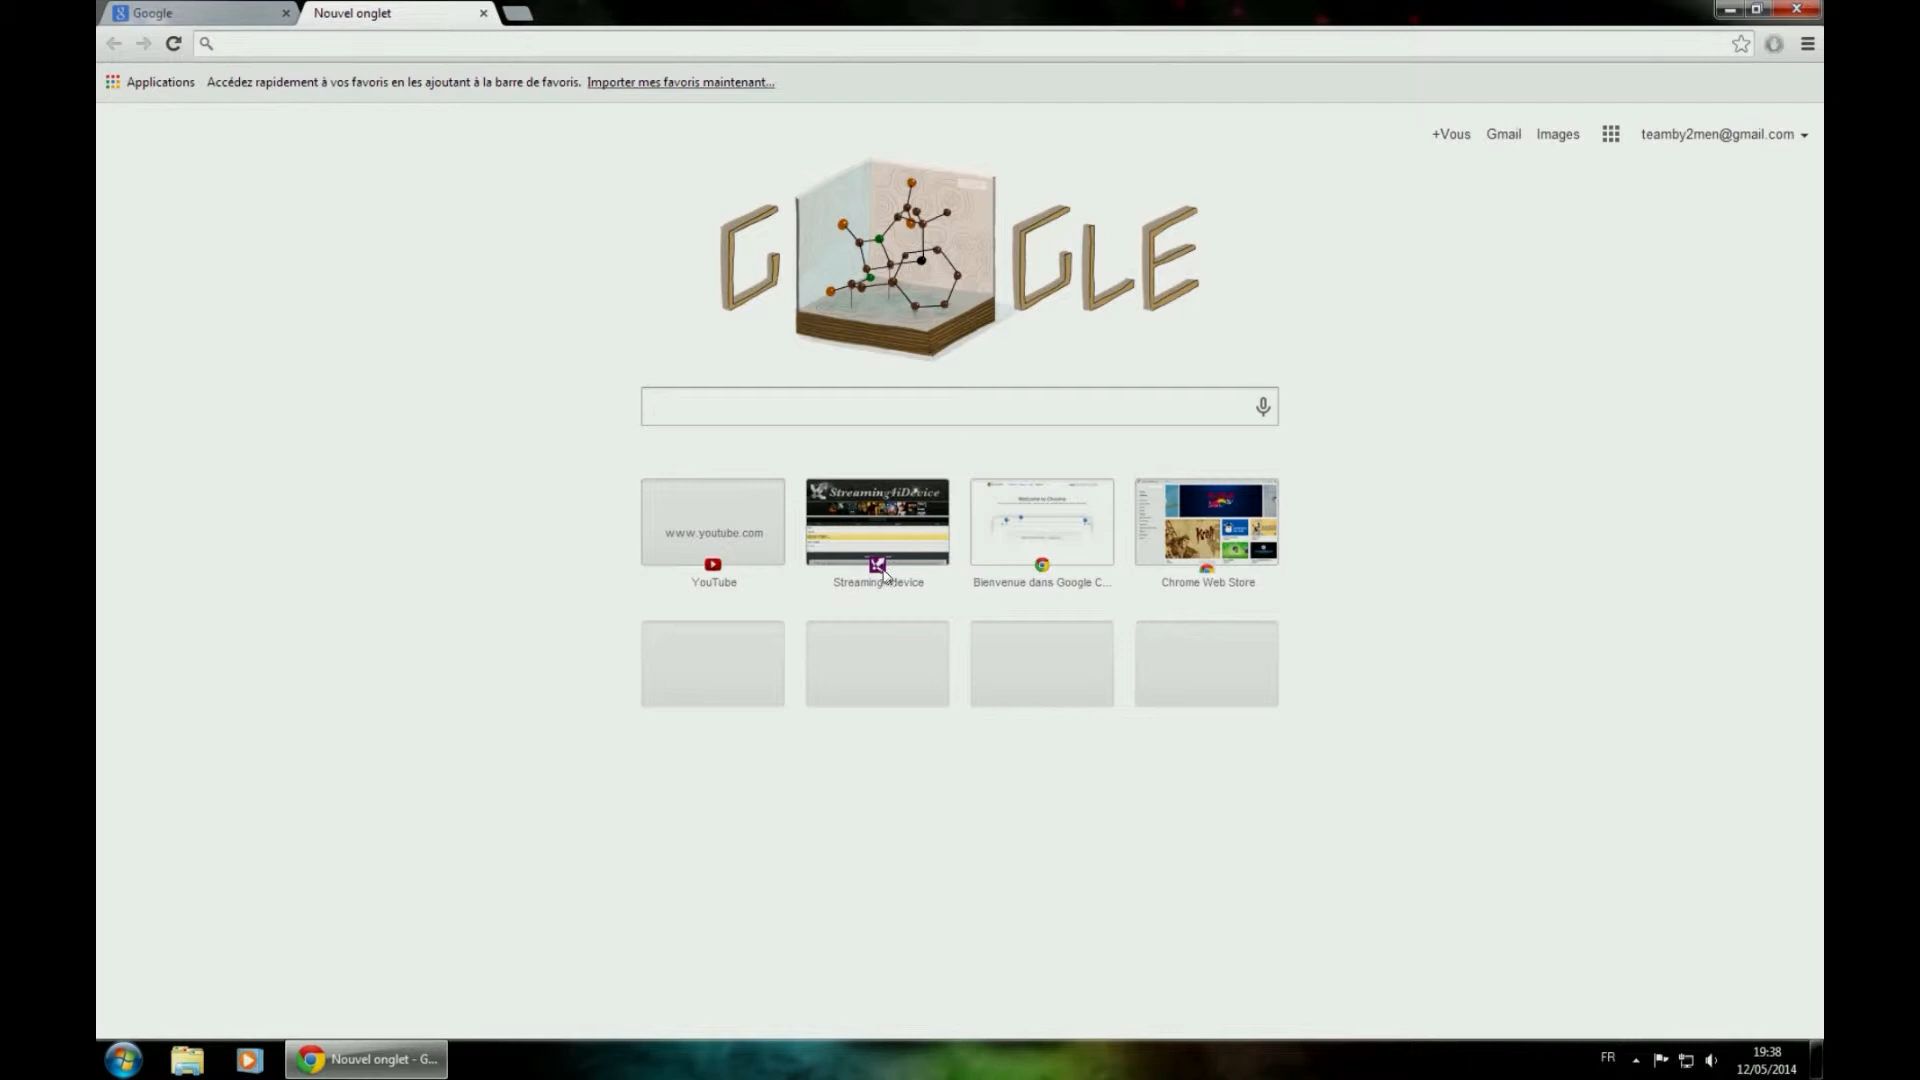 Google
Nouvel onglet
Applications
Accédez rapidement à vos favoris en les ajoutant à la barre de favoris. Importer mes favoris maintenant...
+Vous
Gmail
Images
teamby2men@gmail.com
G GLE
www.youtube.com
Streaming4iDevice
YouTube
Bienvenue dans Google C...
Chrome Web Store
Nouvel onglet - G...
FR
19:38
12/05/2014